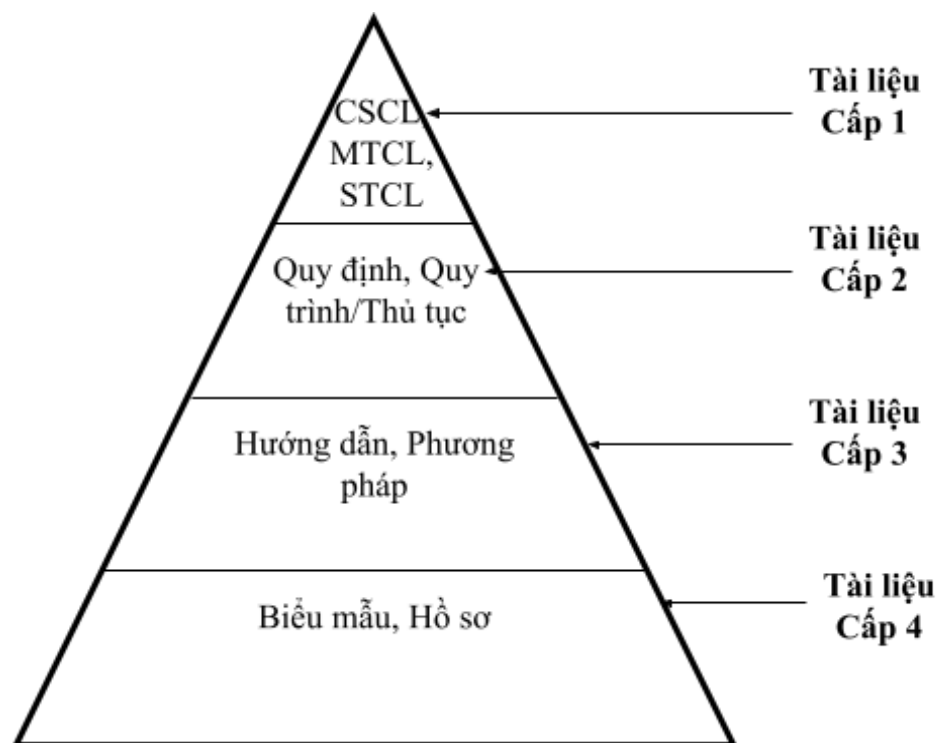 CSCL
MTCL,
STCL
Tài liệu
Cấp 1
Quy định, Quy
trình/Thủ tục
Tài liệu
Cấp 2
Hướng dẫn, Phương
pháp
Tài liệu
Cấp 3
Biểu mẫu, Hồ sơ
Tài liệu
Cấp 4